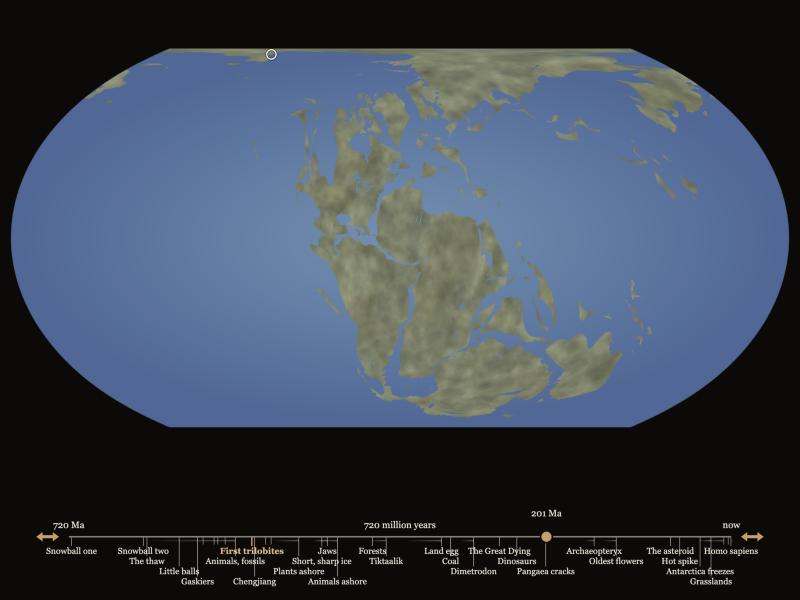 201 Ma
720 Ma
720 million years
now
Snowball one
Snowball two
First trilobites
Jaws
Forests
Land egg
The Great Dying
Archaeopteryx
The asteroid
Homo sapiens
The thaw
Animals, fossils
Short, sharp ice
Tiktaalik
Coal
Dinosaurs
Oldest flowers
Hot spike
Little balls
Plants ashore
Dimetrodon
Pangaea cracks
Antarctica freezes
Gaskiers
Chengjiang
Animals ashore
Grasslands